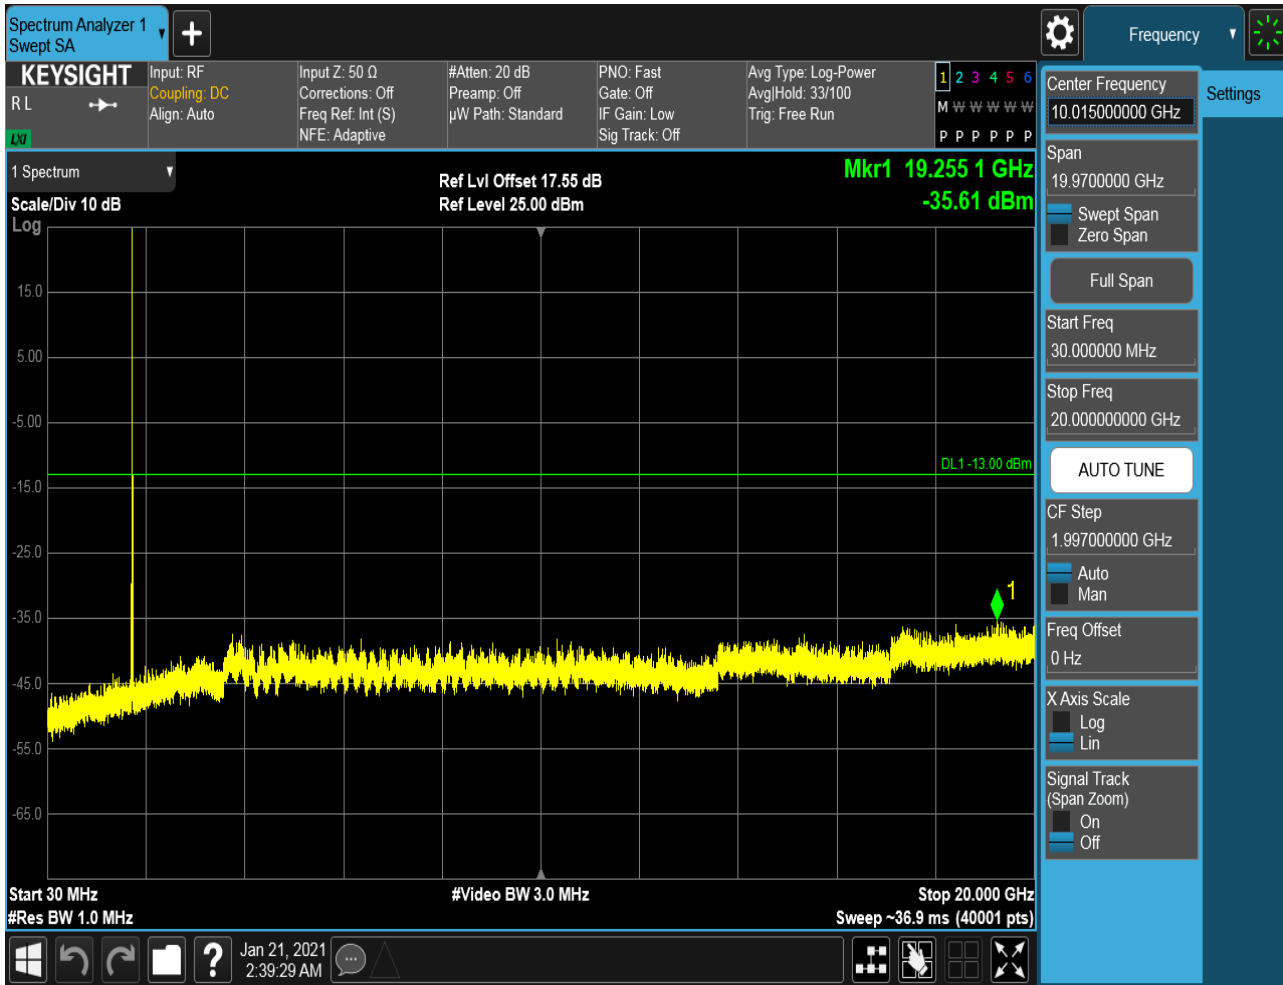 Spectrum Analyzer 1
Swept SA
+
Frequency
KEYSIGHT
R L
LXI
Input: RF
Coupling: DC
Align: Auto
Input Z: 50 Ω
Corrections: Off
Freq Ref: Int (S)
NFE: Adaptive
#Atten: 20 dB
Preamp: Off
µW Path: Standard
PNO: Fast
Gate: Off
IF Gain: Low
Sig Track: Off
Avg Type: Log-Power
Avg|Hold: 33/100
Trig: Free Run
1 2 3 4 5 6
M W W W W W
P P P P P P
1 Spectrum
Scale/Div 10 dB
Log
Ref Lvl Offset 17.55 dB
Ref Level 25.00 dBm
Mkr1 19.255 1 GHz
-35.61 dBm
15.0
5.00
-5.00
-15.0
-25.0
-35.0
-45.0
-55.0
-65.0
DL1 -13.00 dBm
1
Start 30 MHz
#Res BW 1.0 MHz
#Video BW 3.0 MHz
Stop 20.000 GHz
Sweep ~36.9 ms (40001 pts)
Center Frequency
10.015000000 GHz
Span
19.9700000 GHz
Swept Span
Zero Span
Full Span
Start Freq
30.000000 MHz
Stop Freq
20.000000000 GHz
AUTO TUNE
CF Step
1.997000000 GHz
Auto
Man
Freq Offset
0 Hz
X Axis Scale
Log
Lin
Signal Track
(Span Zoom)
On
Off
Settings
?
Jan 21, 2021
2:39:29 AM